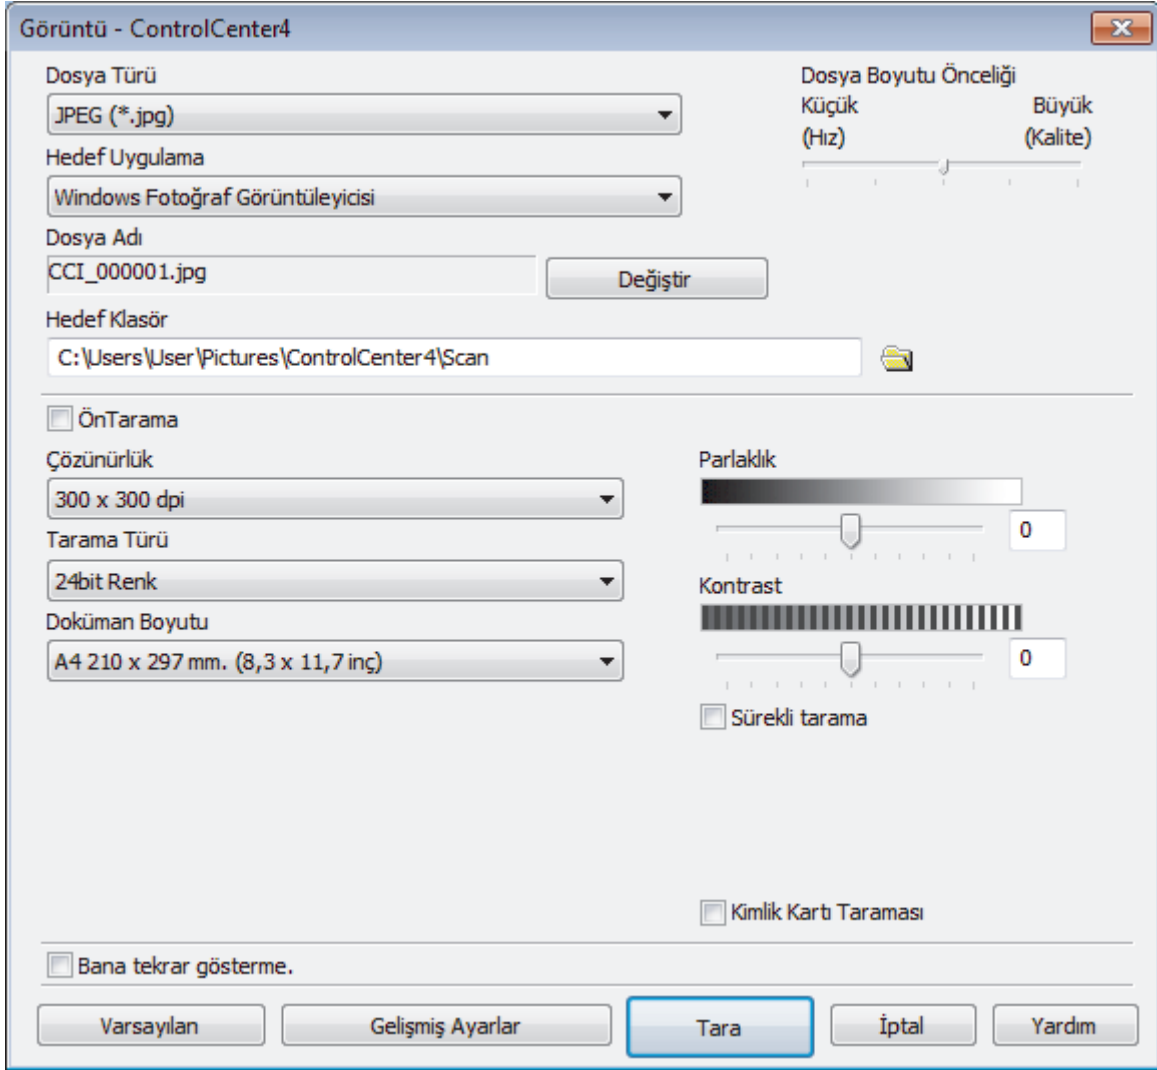 Görüntü - ControlCenter4
Dosya Türü
JPEG (*.jpg)
Hedef Uygulama
Windows Fotoğraf Görüntüleyicisi
Dosya Adı
CCI_000001.jpg
Değiştir
Hedef Klasör
C:\Users\User\Pictures\ControlCenter4\Scan
Dosya Boyutu Önceliği
Küçük Büyük
(Hız) (Kalite)
ÖnTarama
Çözünürlük
300 x 300 dpi
Tarama Türü
24bit Renk
Doküman Boyutu
A4 210 x 297 mm. (8,3 x 11,7 inç)
Parlaklık
0
Kontrast
0
Sürekli tarama
Kimlik Kartı Taraması
Bana tekrar gösterme.
Varsayılan Gelişmiş Ayarlar Tara İptal Yardım